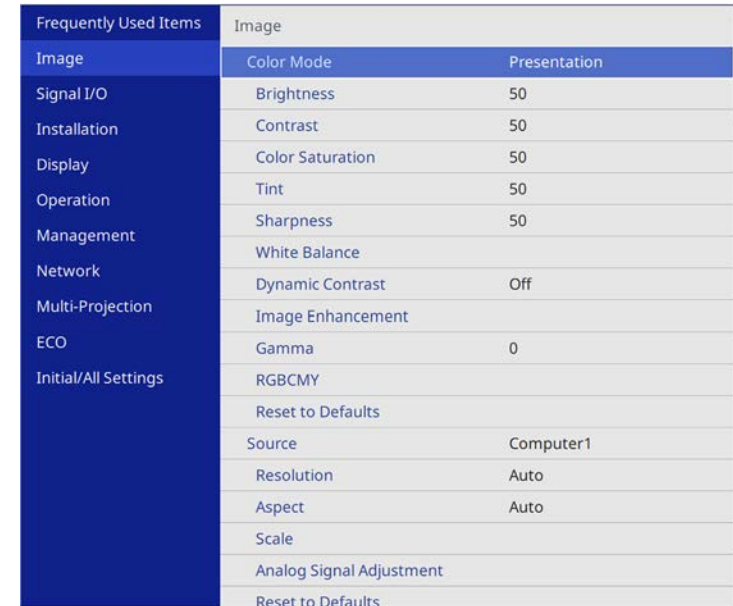 Frequently Used Items
Image
Signal I/O
Installation
Display
Operation
Management
Network
Multi-Projection
ECO
Initial/All Settings
Image
Color Mode Presentation
Brightness 50
Contrast 50
Color Saturation 50
Tint 50
Sharpness 50
White Balance
Dynamic Contrast Off
Image Enhancement
Gamma 0
RGBCMY
Reset to Defaults
Source Computer1
Resolution Auto
Aspect Auto
Scale
Analog Signal Adjustment
Reset to Defaults